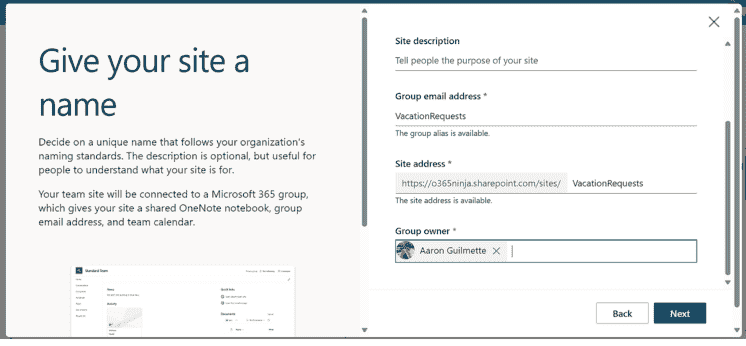 Give your site a
name
Decide on a unique name that follows your organization's
naming standards. The description is optional, but useful for
people to understand what your site is for.
Your team site will be connected to a Microsoft 365 group,
which gives your site a shared OneNote notebook, group
email address, and team calendar.
Standard Team
Site description
Tell people the purpose of your site
Group email address *
VacationRequests
The group alias is available.
Site address *
https://o365ninja.sharepoint.com/sites/ VacationRequests
The site address is available.
Group owner *
Aaron Guilmette
Back
Next